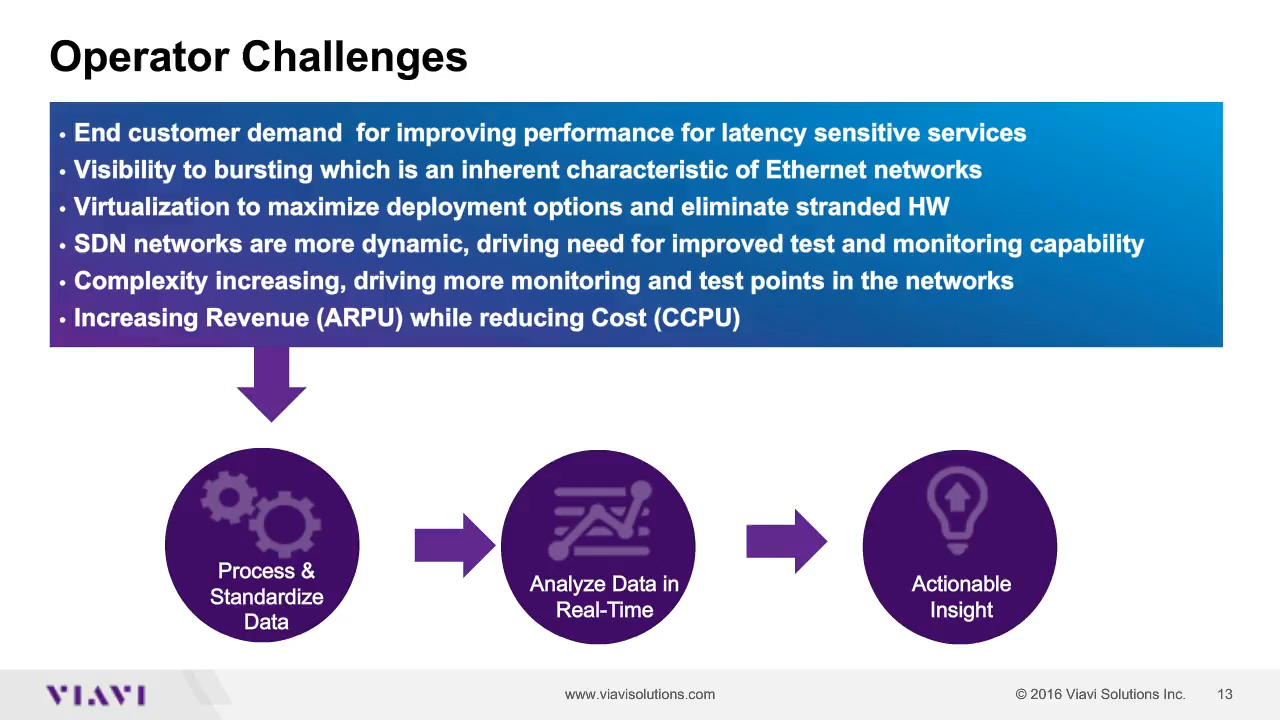 Operator Challenges
• End customer demand  for improving performance for latency sensitive services
• Visibility to bursting which is an inherent characteristic of Ethernet networks
• Virtualization to maximize deployment options and eliminate stranded HW
• SDN networks are more dynamic, driving need for improved test and monitoring capability
• Complexity increasing, driving more monitoring and test points in the networks
• Increasing Revenue (ARPU) while reducing Cost (CCPU)
Process &
Standardize
Data
Analyze Data in
Real-Time
Actionable
Insight
VIAVI
www.viavisolutions.com
© 2016 Viavi Solutions Inc.
13